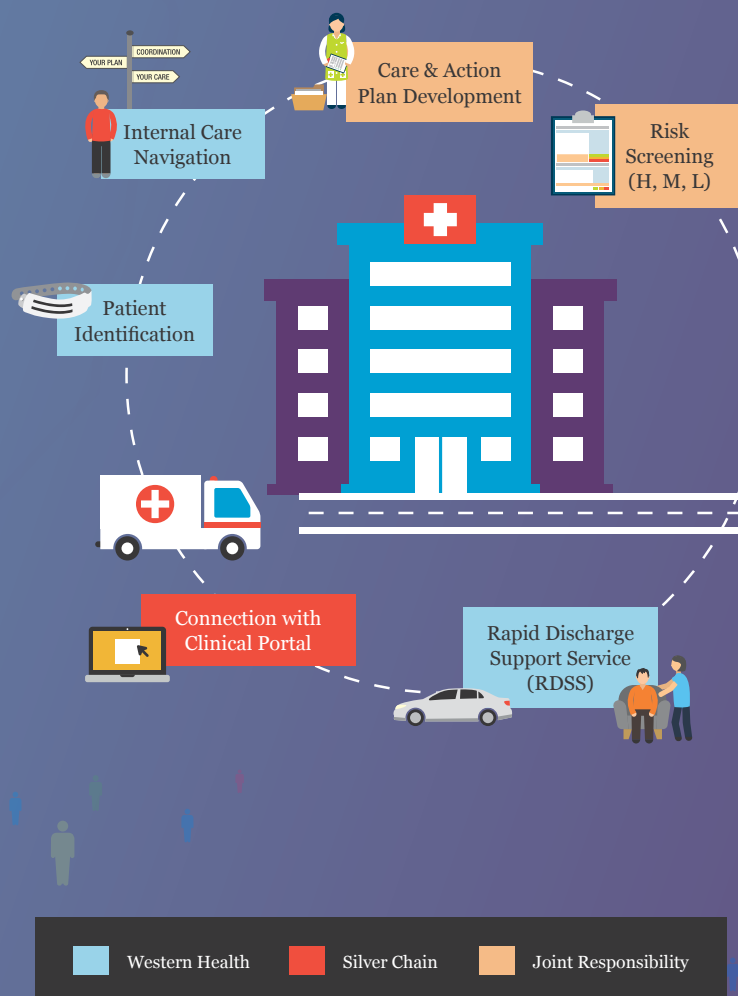 COORDINATION
YOUR PLAN
YOUR CARE
Care & Action
Plan Development
Internal Care
Navigation
Risk
Screening
(H, M, L)
Patient
Identification
Connection with
Clinical Portal
Rapid Discharge
Support Service
(RDSS)
Western Health
Silver Chain
Joint Responsibility